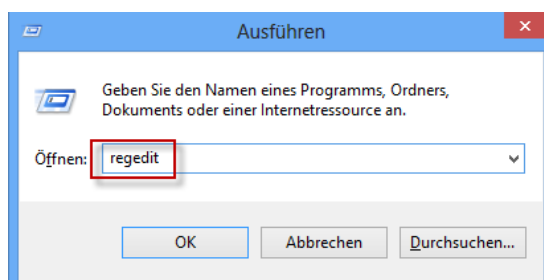 Ausführen
Geben Sie den Namen eines Programms, Ordners,
Dokuments oder einer Internetressource an.
Öffnen: regedit
OK Abbrechen Durchsuchen...